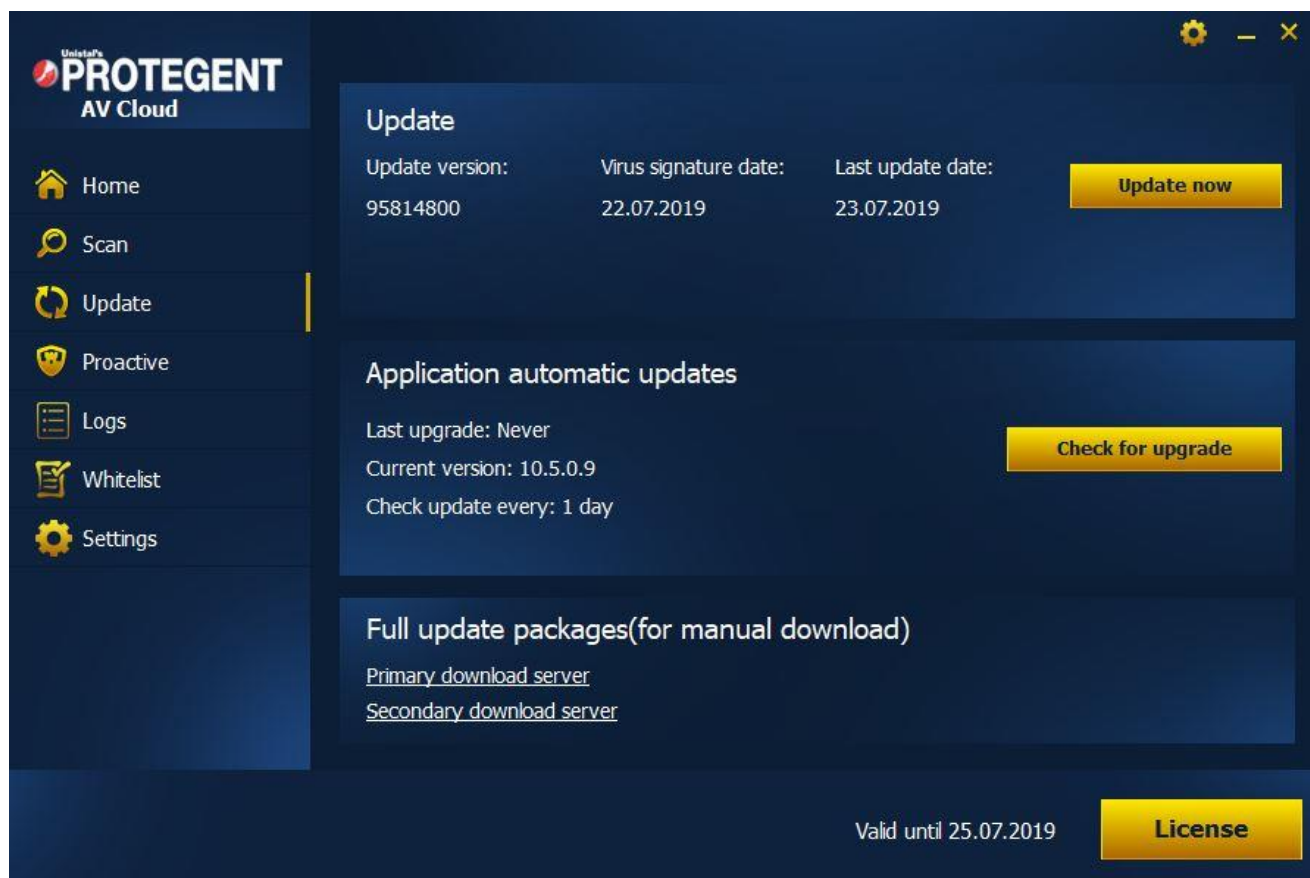 Unistal's
PROTEGENT
AV Cloud
Home
Scan
Update
Proactive
Logs
Whitelist
Settings
Update
Update version: Virus signature date: Last update date:
95814800 22.07.2019 23.07.2019
Update now
Application automatic updates
Last upgrade: Never
Current version: 10.5.0.9
Check update every: 1 day
Check for upgrade
Full update packages(for manual download)
Primary download server
Secondary download server
Valid until 25.07.2019
License